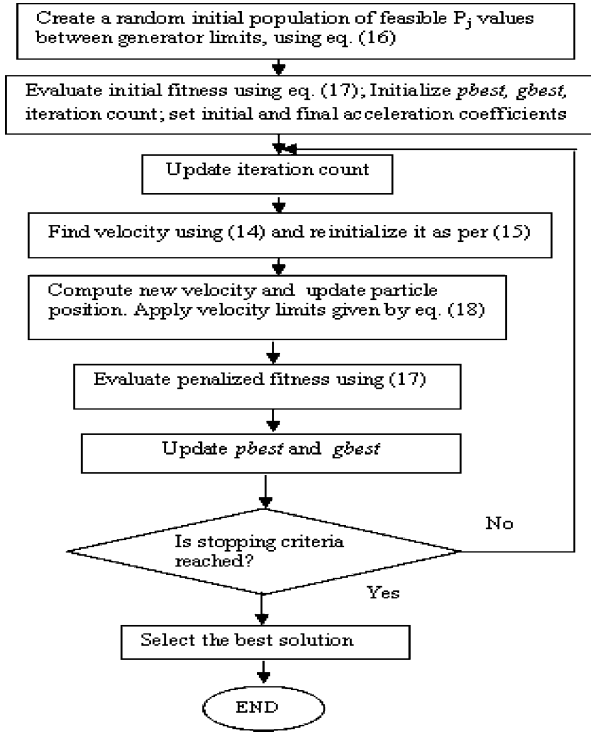 Create a random initial population of feasible Pj values
between generator limits, using eq. (16)
Evaluate initial fitness using eq. (17); Initialize pbest, gbest,
iteration count; set initial and final acceleration coefficients
Update iteration count
Find velocity using (14) and reinitialize it as per (15)
Compute new velocity and update particle
position. Apply velocity limits given by eq. (18)
Evaluate penalized fitness using (17)
Update pbest and gbest
Is stopping criteria
reached?
No
Yes
Select the best solution
END